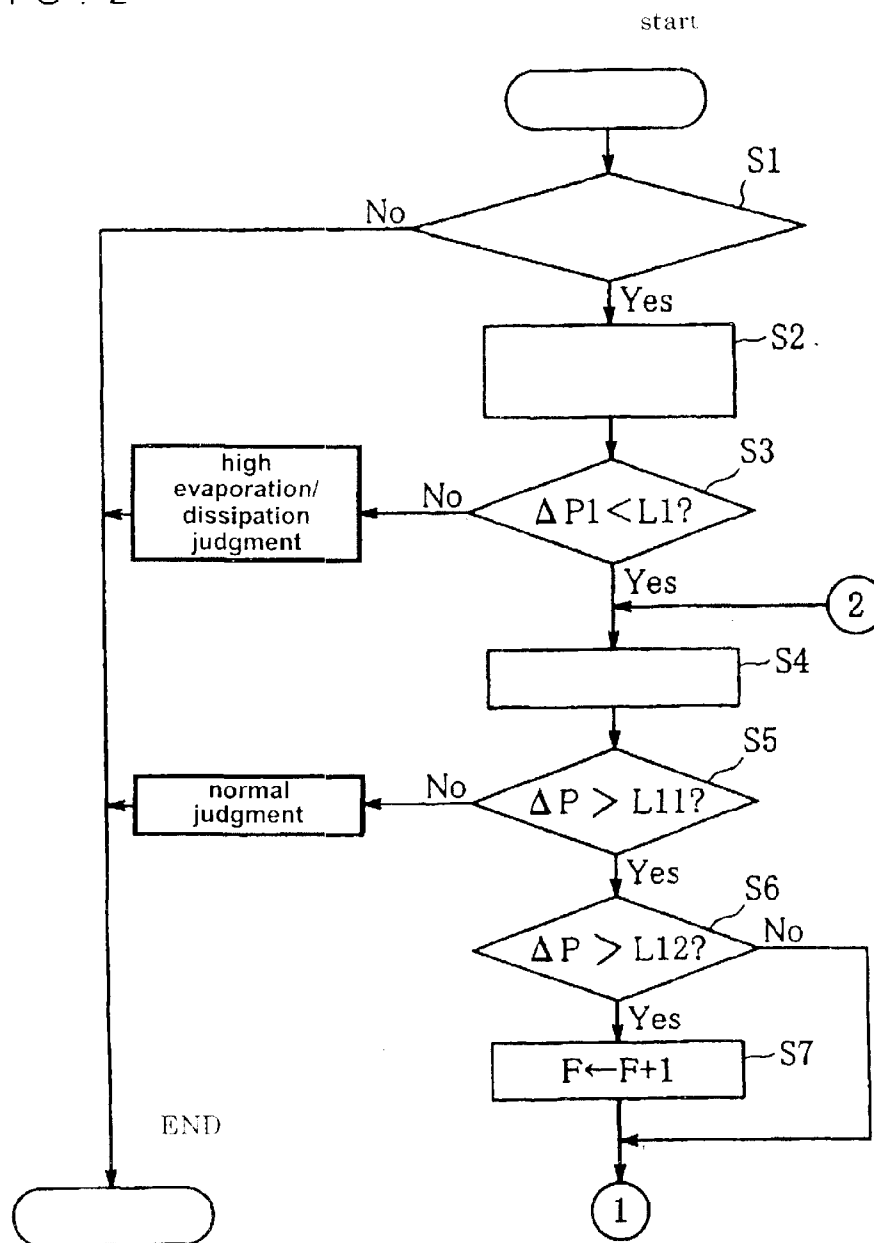 start
S1
No
Yes
S2
S3
high
evaporation/
dissipation
judgment
No
ΔP1<L1?
Yes
2
S4
S5
normal
judgment
No
ΔP > L11?
Yes
S6
ΔP > L12?
No
Yes
S7
F←F+1
END
1